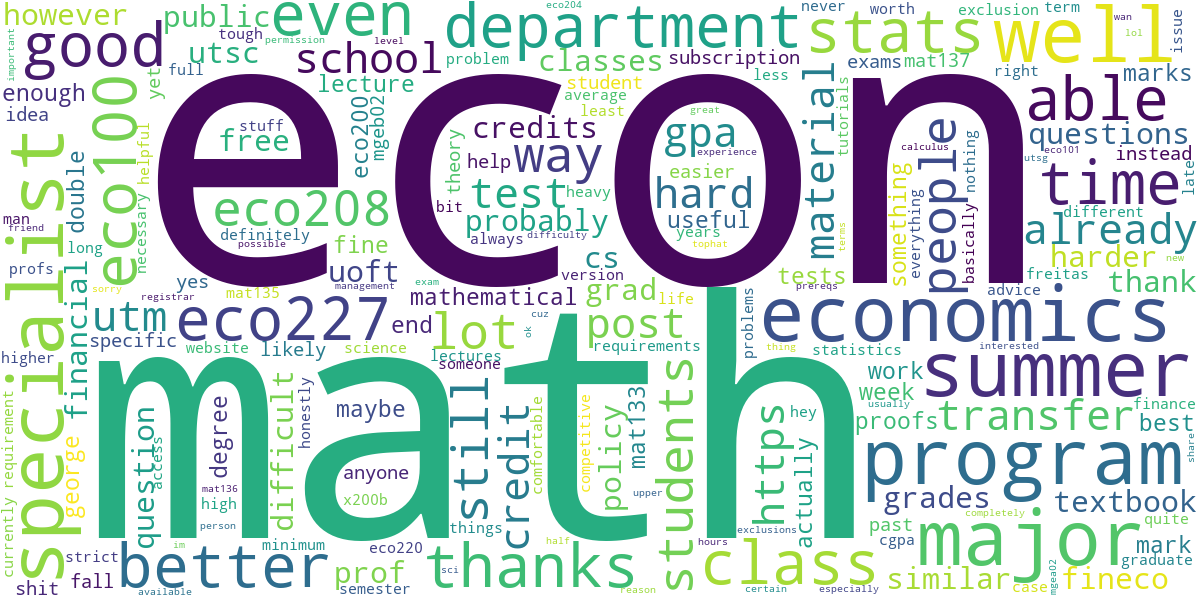 however
public
even
department
eco204
never
worth
exclusion
term
wan
lol
tough
permission
level
stats
well
issue
important
good
utsc
school
problem
classes
subscription
exams
mat137
right
marks
full
yet
lecture
student
less
able
enough
idea
eco100
stuff
free
eco200
mgeb02
average
least
great
credits
gpa
material
tutorials
people
calculus
eco101
utsg
questions
instead
late
econ
theory
help
way
experience
test
heavy
easier
hard
time
double
necessary
helpful
eco208
bit
probably
useful
years
something
everything
basically
nothing
different
already
man
friend
definitely
possible
always
difficulty
tophat
terms
specialist
long
fine
cs
harder
freitas
new
profs
financial
yes
mat135
uoft
version
tests
prereqs
advice
thank
sorry
registrar
management
exam
mathematical
grad
life
economics
utm
eco227
end
lot
cuz
ok
post
problems
requirements
interested
higher
specific
website
likely
science
lectures
someone
thing
statistics
summer
math
work
usually
week
currently
requirement
question
access
degree
difficult
honestly
maybe
still
credit
comfortable
competitive
policy
mat133
upper
students
https
hey
actually
proofs
transfer
finance
best
share
george
mat136
high
anyone
x200b
program
person
things
grades
textbook
past
completely
quite
strict
im
minimum
eco220
half
exclusions
major
cgpa
mark
graduate
shit
fall
better
prof
semester
available
sci
thanks
reason
hours
class
certain
especially
similar
case
mgea02
fineco